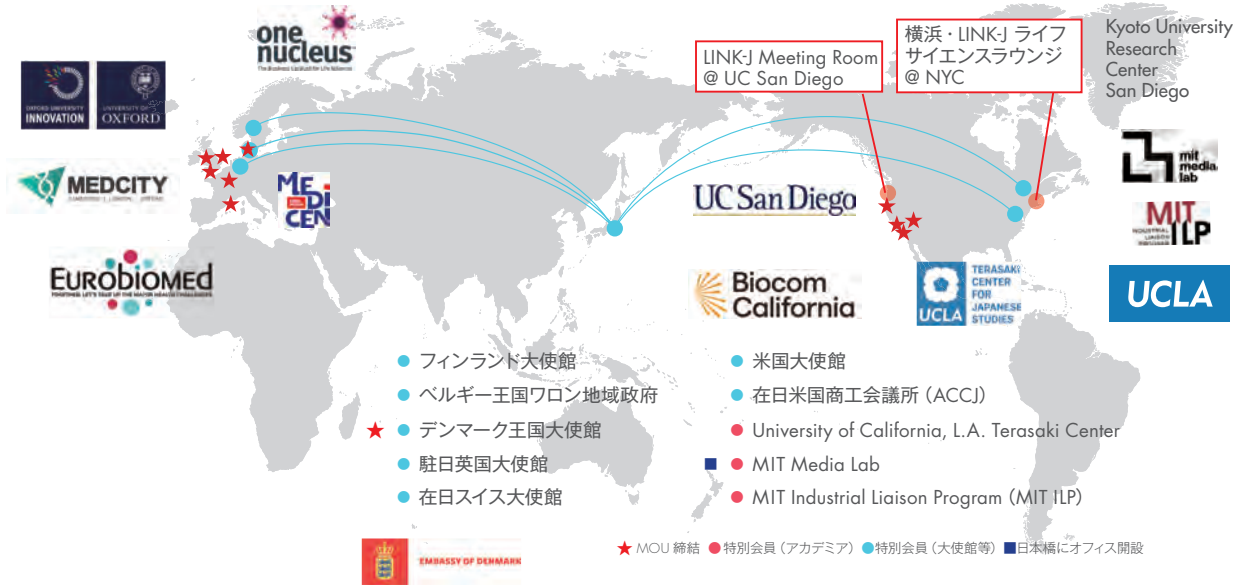 one
nucleus
LINK-J Meeting Room
@ UC San Diego
横浜・LINK-J ライフ
サイエンスラウンジ
@ NYC
Kyoto University
Research
Center
San Diego
OXFORD UNIVERSITY
INNOVATION
UNIVERSITY OF
OXFORD
mit
media
lab
MEDCITY
MEDiCEN
UC San Diego
MIT
ILP
EUROBIOMED
Biocom
California
UCLA
TERASAKI
CENTER
FOR
JAPANESE
STUDIES
UCLA
フィンランド大使館
ベルギー王国ワロン地域政府
デンマーク王国大使館
駐日英国大使館
在日スイス大使館
米国大使館
在日米国商工会議所（ACCJ）
University of California, L.A. Terasaki Center
MIT Media Lab
MIT Industrial Liaison Program（MIT ILP）
EMBASSY OF DENMARK
MOU 締結 特別会員（アカデミア） 特別会員（大使館等） 日本橋にオフィス開設